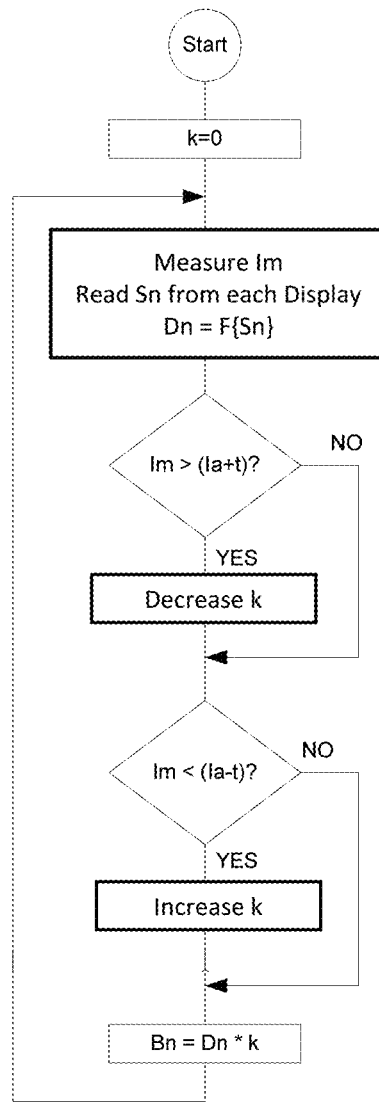 Start
k=0
Measure Im
Read Sn from each Display
Dn = F{Sn}
Im > (Ia+t)?
NO
YES
Decrease k
Im < (Ia-t)?
NO
YES
Increase k
Bn = Dn * k